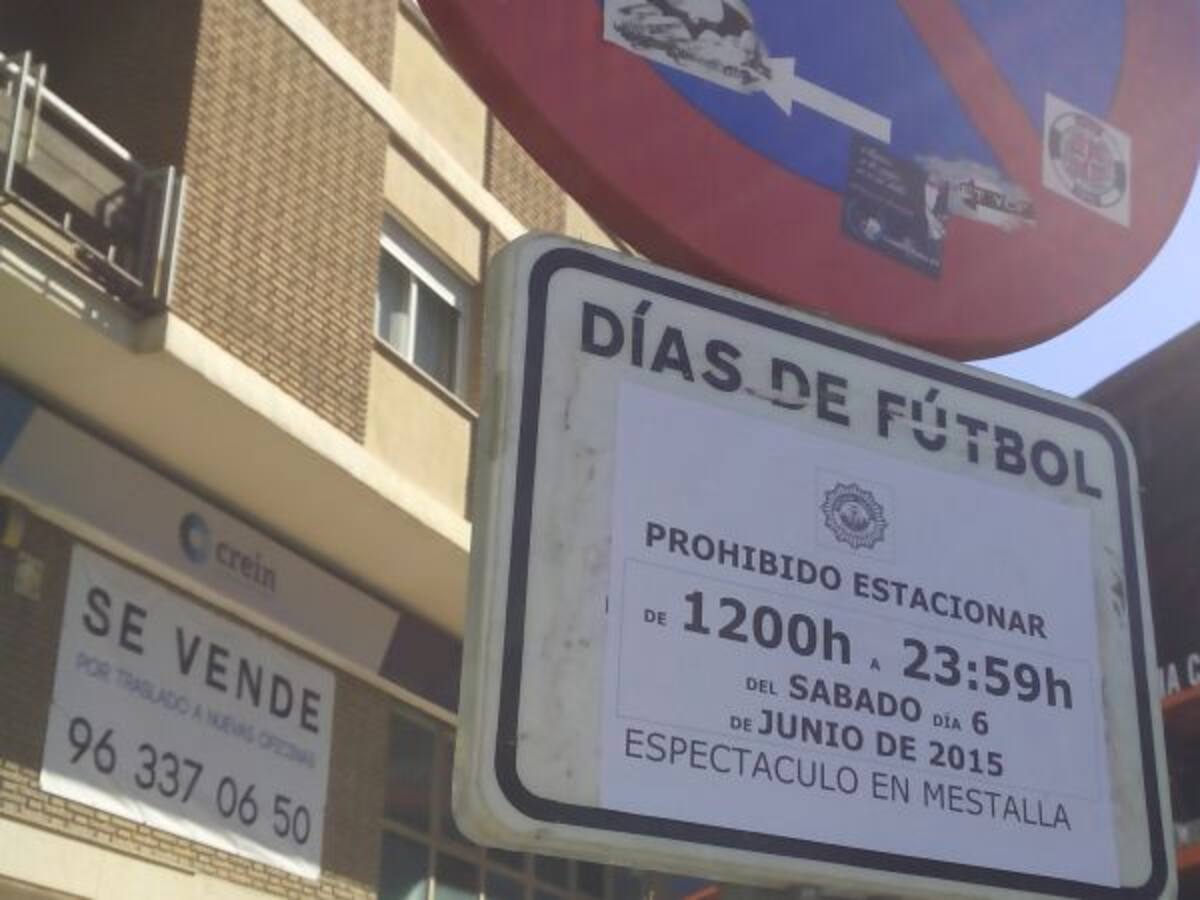 DÍAS DE FÚTBOL
PROHIBIDO ESTACIONAR
DE 1200h A 23:59h
DEL SABADO DÍA 6
DE JUNIO DE 2015
ESPECTACULO EN MESTALLA
crein
SE VENDE
POR TRASLADO A NUEVAS OFICINAS
96 337 06 50